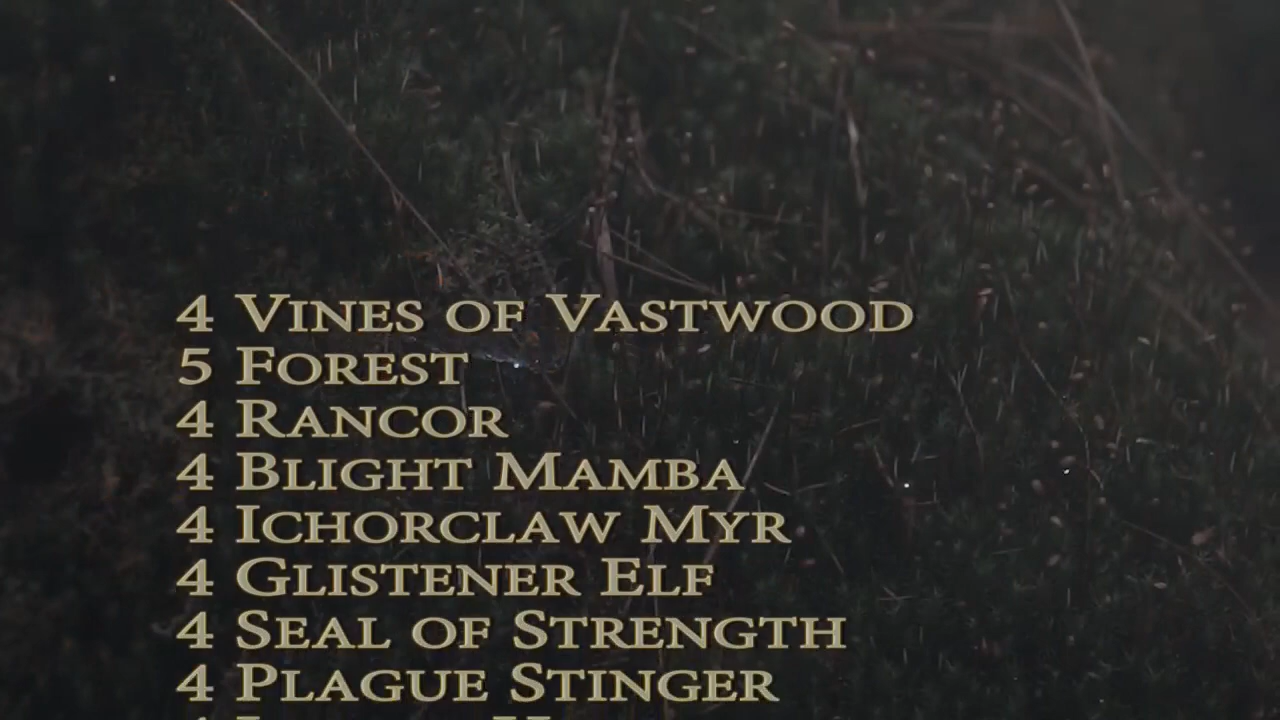 4 Vines of Vastwood
5 Forest
4 Rancor
4 Blight Mamba
4 Ichorclaw Myr
4 Glistener Elf
4 Seal of Strength
4 Plague Stinger